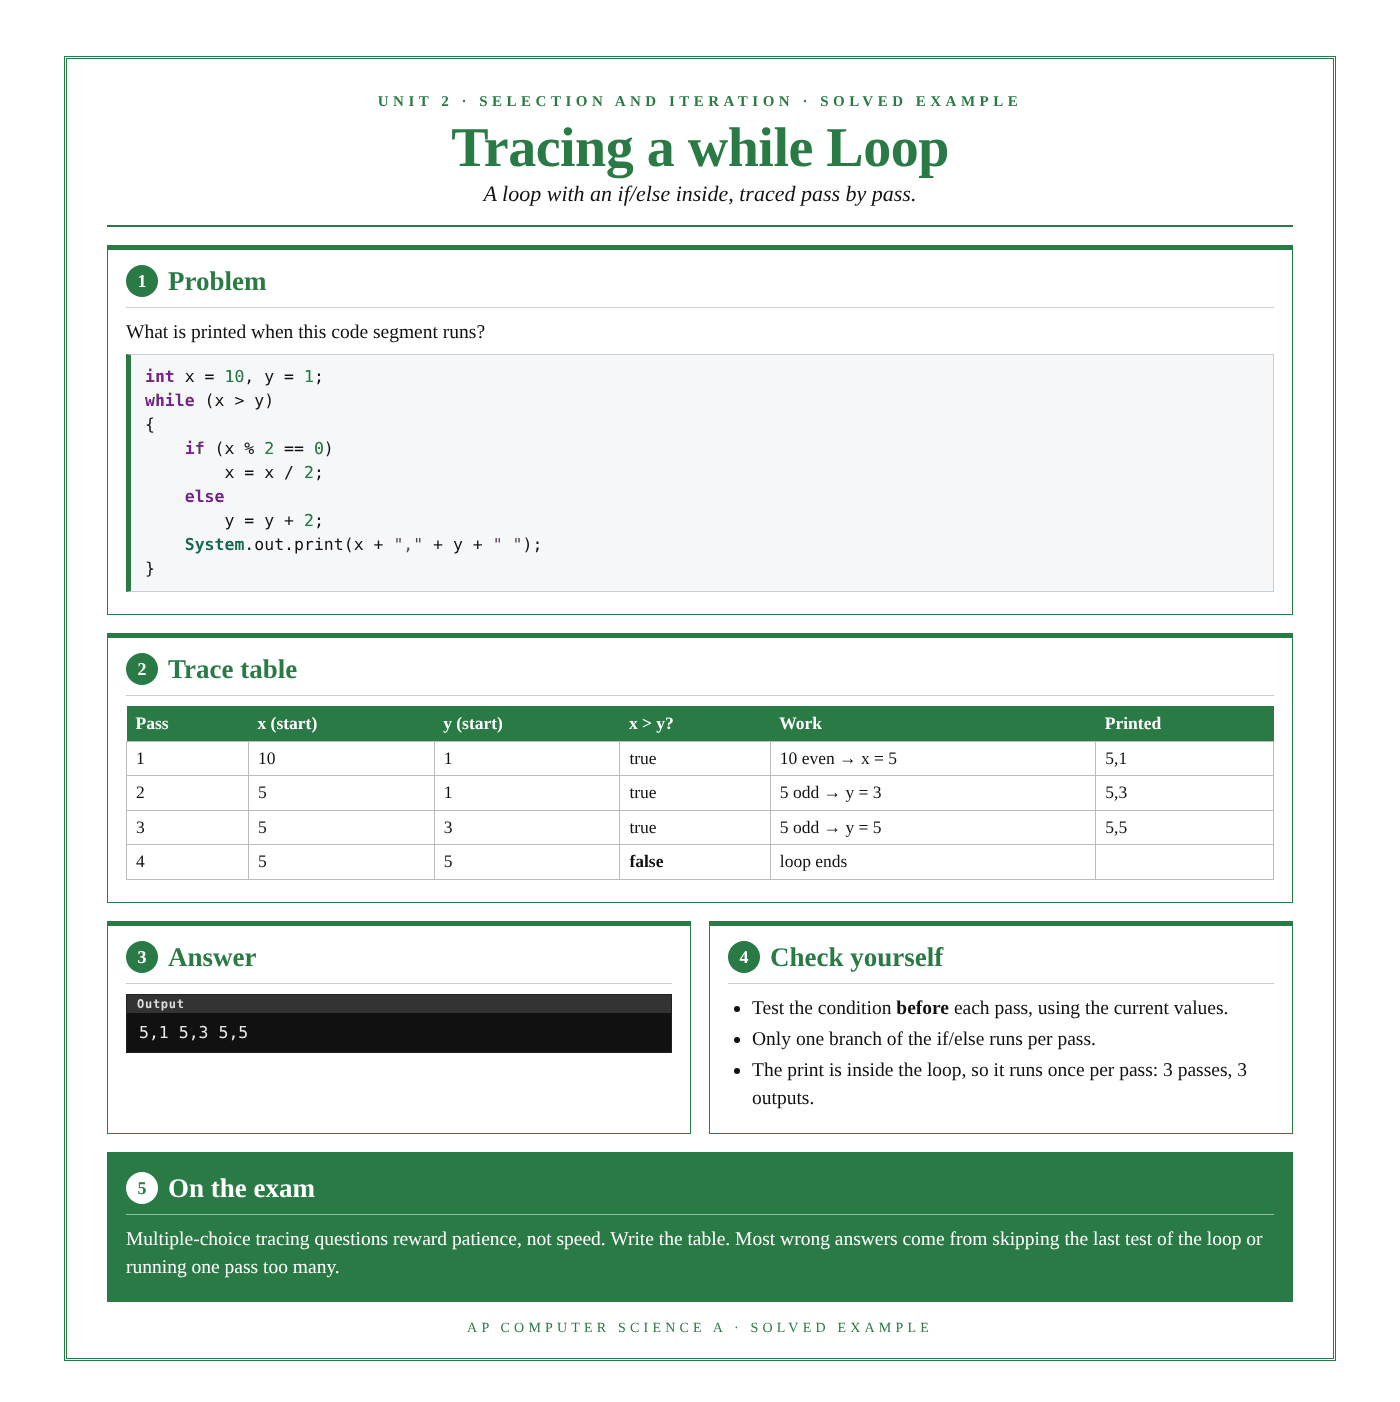 UNIT 2 · SELECTION AND ITERATION · SOLVED EXAMPLE
Tracing a while Loop
A loop with an if/else inside, traced pass by pass.
1 Problem
What is printed when this code segment runs?
int x = 10, y = 1;
while (x > y)
{
    if (x % 2 == 0)
        x = x / 2;
    else
        y = y + 2;
    System.out.print(x + "," + y + " ");
}
2 Trace table
Pass x (start) y (start) x > y? Work Printed
1 10 1 true 10 even → x = 5 5,1
2 5 1 true 5 odd → y = 3 5,3
3 5 3 true 5 odd → y = 5 5,5
4 5 5 false loop ends
3 Answer
Output
5,1 5,3 5,5
4 Check yourself
• Test the condition before each pass, using the current values.
• Only one branch of the if/else runs per pass.
• The print is inside the loop, so it runs once per pass: 3 passes, 3
outputs.
5 On the exam
Multiple-choice tracing questions reward patience, not speed. Write the table. Most wrong answers come from skipping the last test of the loop or
running one pass too many.
AP COMPUTER SCIENCE A · SOLVED EXAMPLE